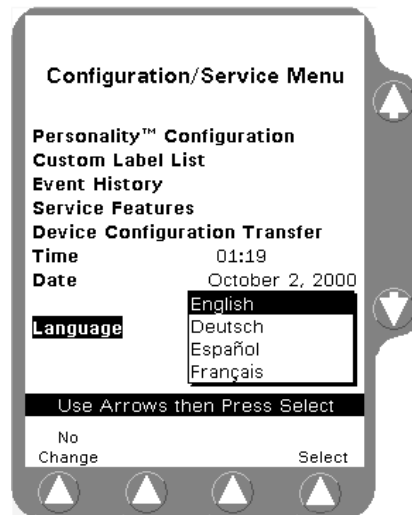 Configuration/Service Menu
Personality™ Configuration
Custom Label List
Event History
Service Features
Device Configuration Transfer
Time 01:19
Date October 2, 2000
Language
English
Deutsch
Español
Français
Use Arrows then Press Select
No
Change
Select